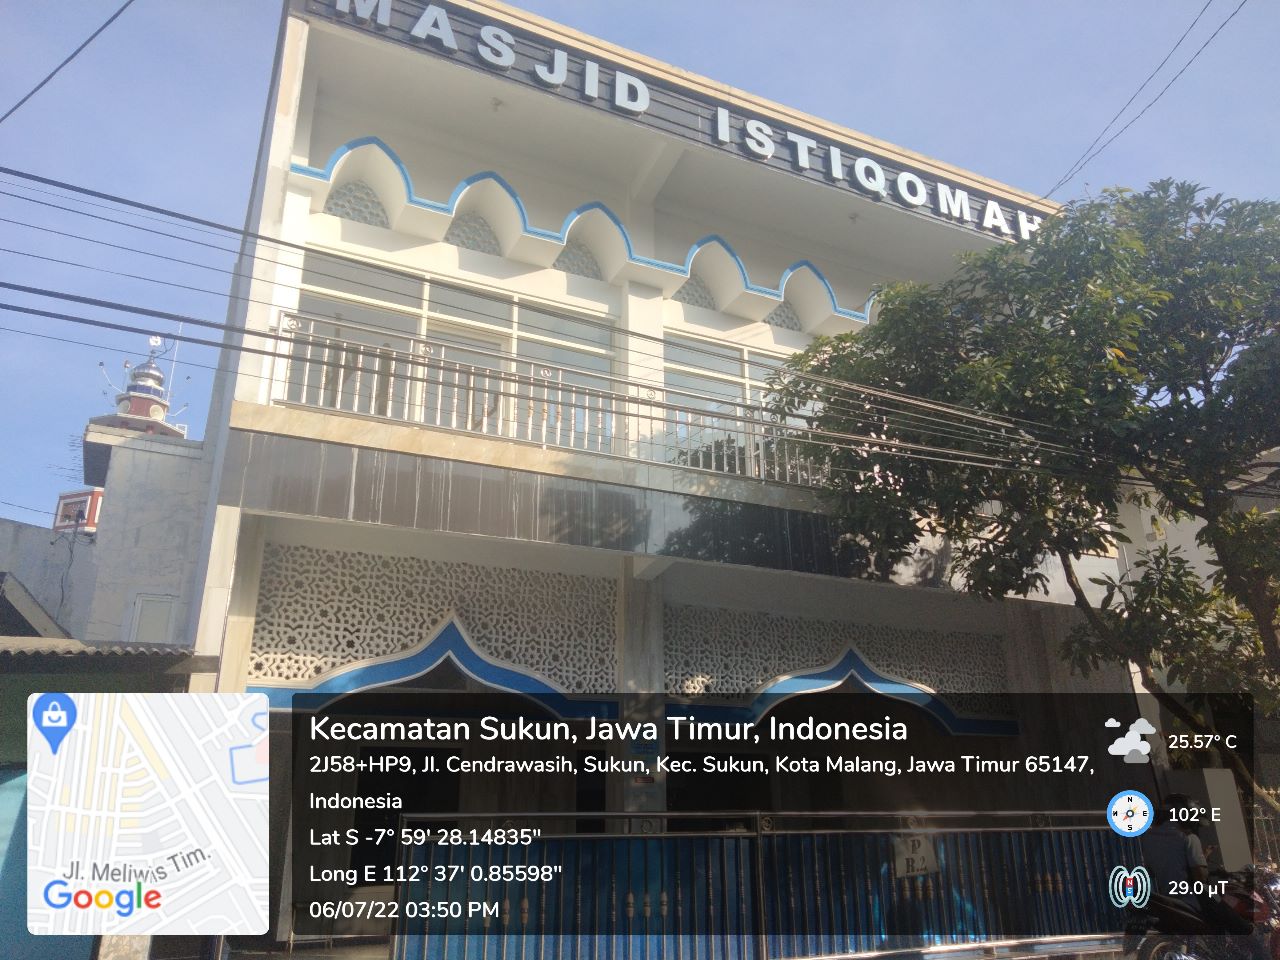 MASJID ISTIQOMAH
Kecamatan Sukun, Jawa Timur, Indonesia
2J58+HP9, Jl. Cendrawasih, Sukun, Kec. Sukun, Kota Malang, Jawa Timur 65147,
Indonesia
Lat S -7° 59' 28.14835"
Long E 112° 37' 0.85598"
06/07/22 03:50 PM
25.57° C
N
E
S
102° E
N
S
29.0 µT
Jl. Meliwis Tim.
Google
P